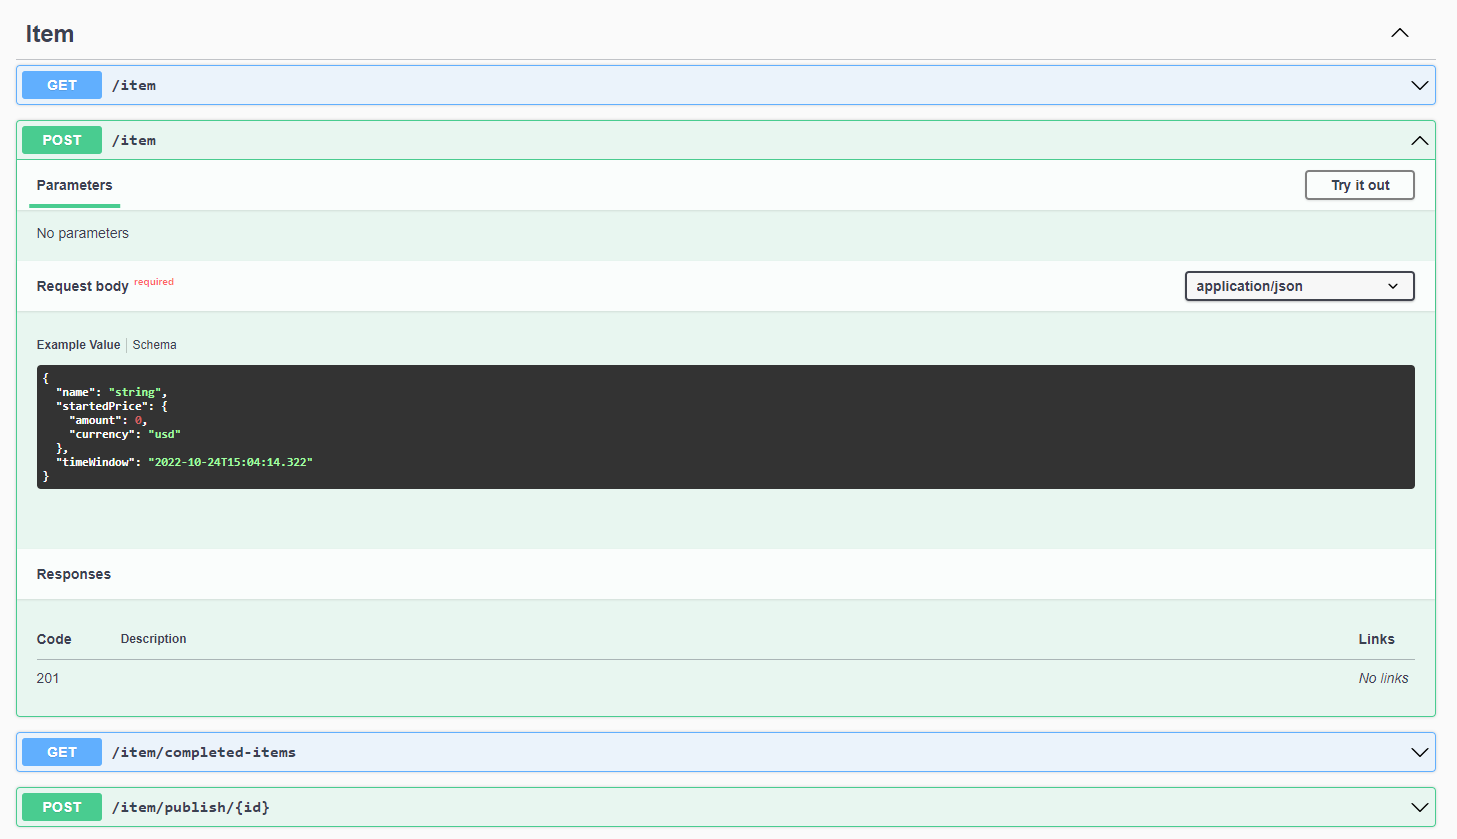 Item
GET /item
POST /item
Parameters Try it out
No parameters
Request body required application/json
Example Value Schema
{
  "name": "string",
  "startedPrice": {
    "amount": 0,
    "currency": "usd"
  },
  "timeWindow": "2022-10-24T15:04:14.322"
}
Responses
Code Description Links
201 No links
GET /item/completed-items
POST /item/publish/{id}